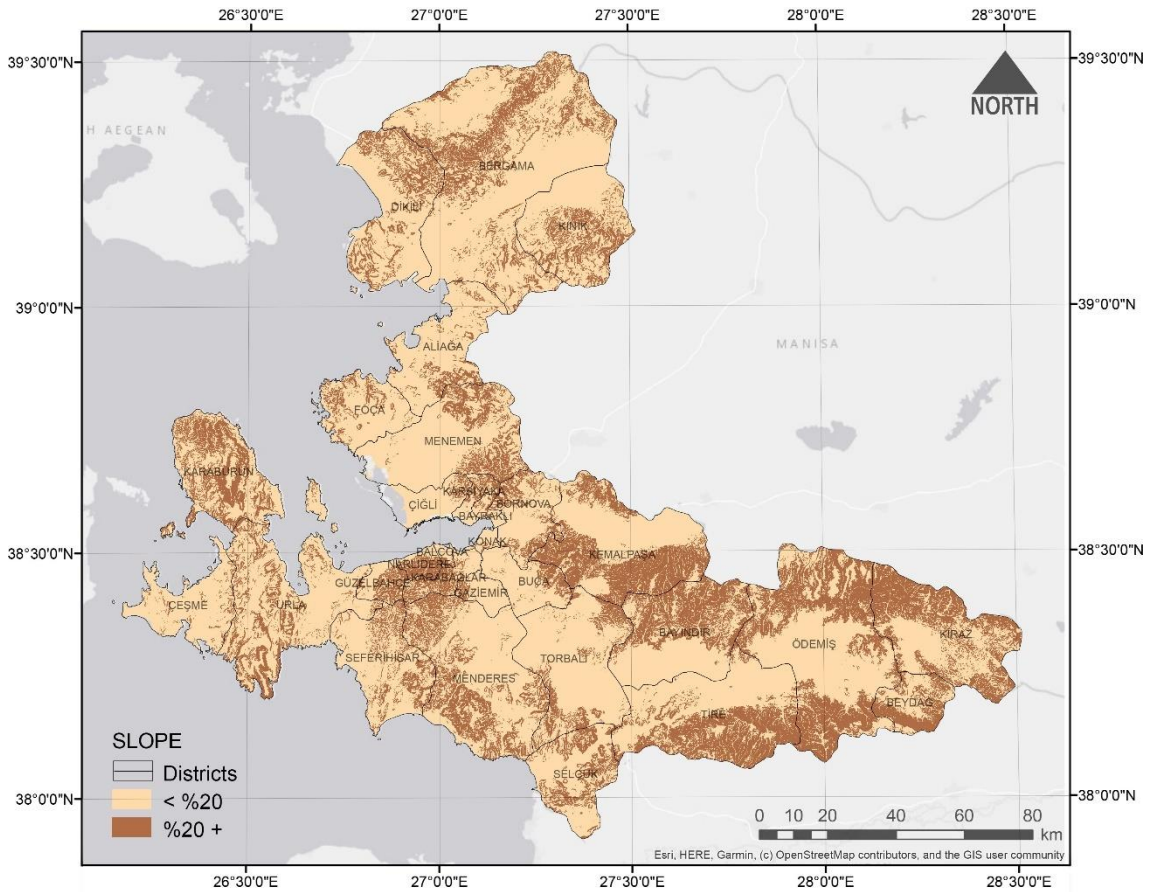 26°30'0"E 27°0'0"E 27°30'0"E 28°0'0"E 28°30'0"E
39°30'0"N 39°30'0"N
NORTH
H AEGEAN
BERGAMA
DİKİLİ
KINIK
39°0'0"N 39°0'0"N
ALİAĞA
MANISA
FOÇA
MENEMEN
KARABURUN
KARŞIYAKA
ÇİĞLİ
BORNOVA
BAYRAKLI
KONAK
38°30'0"N 38°30'0"N
BALÇOVA
KEMALPAŞA
NARLIDERE
GÜZELBAHÇE
KARABAĞLAR
BUCA
GAZİEMİR
ÇEŞME
URLA
BAYINDIR
KİRAZ
ÖDEMİŞ
SEFERİHİSAR
TORBALI
MENDERES
BEYDAĞ
TİRE
SELÇUK
SLOPE
Districts
< %20
%20 +
38°0'0"N 38°0'0"N
0 10 20 40 60 80
km
Esri, HERE, Garmin, (c) OpenStreetMap contributors, and the GIS user community
26°30'0"E 27°0'0"E 27°30'0"E 28°0'0"E 28°30'0"E